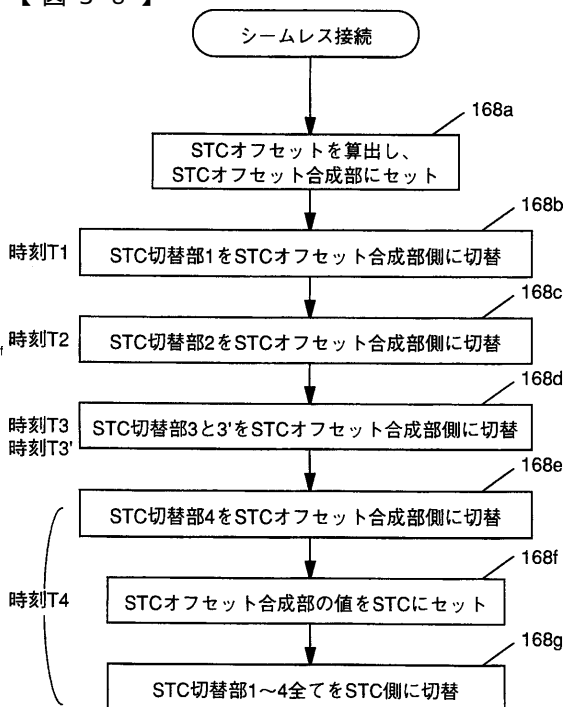 シームレス接続
168a
STCオフセットを算出し、
STCオフセット合成部にセット
168b
時刻T1
STC切替部1をSTCオフセット合成部側に切替
168c
時刻T2
STC切替部2をSTCオフセット合成部側に切替
168d
時刻T3
時刻T3'
STC切替部3と3'をSTCオフセット合成部側に切替
168e
STC切替部4をSTCオフセット合成部側に切替
168f
時刻T4
STCオフセット合成部の値をSTCにセット
168g
STC切替部1〜4全てをSTC側に切替